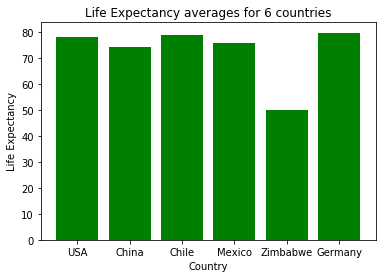 Life Expectancy averages for 6 countries
Life Expectancy
80
70
60
50
40
30
20
10
0
USA China Chile Mexico Zimbabwe Germany
Country